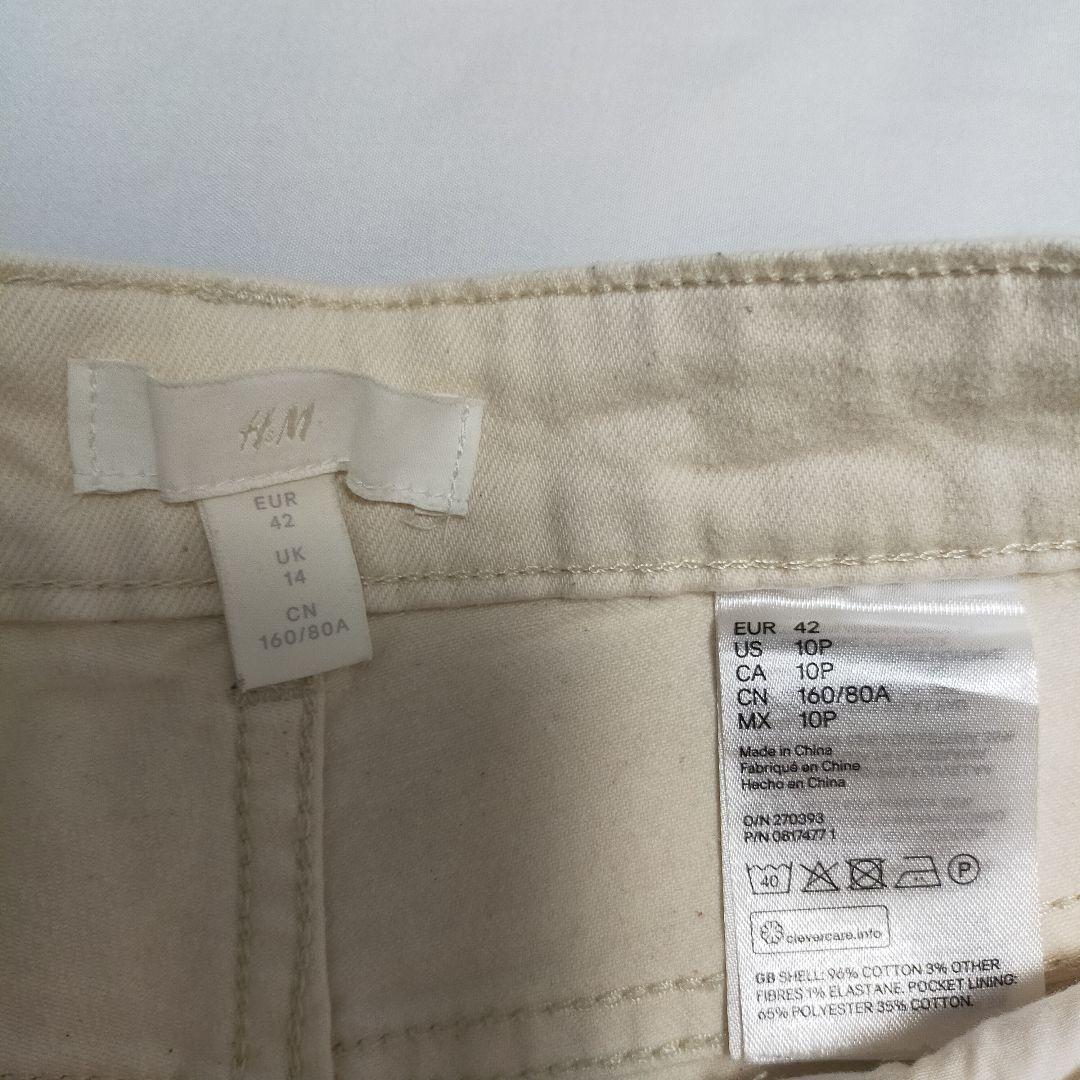 H&M
EUR
42
UK
14
CN
160/80A
EUR 42
US 10P
CA 10P
CN 160/80A
MX 10P
Made in China
Fabriqué en Chine
Hecho en China
O/N 270393
P/N 0817477 1
40
P
clevercare.info
GB SHELL: 96% COTTON 3% OTHER
FIBRES 1% ELASTANE. POCKET LINING:
65% POLYESTER 35% COTTON.